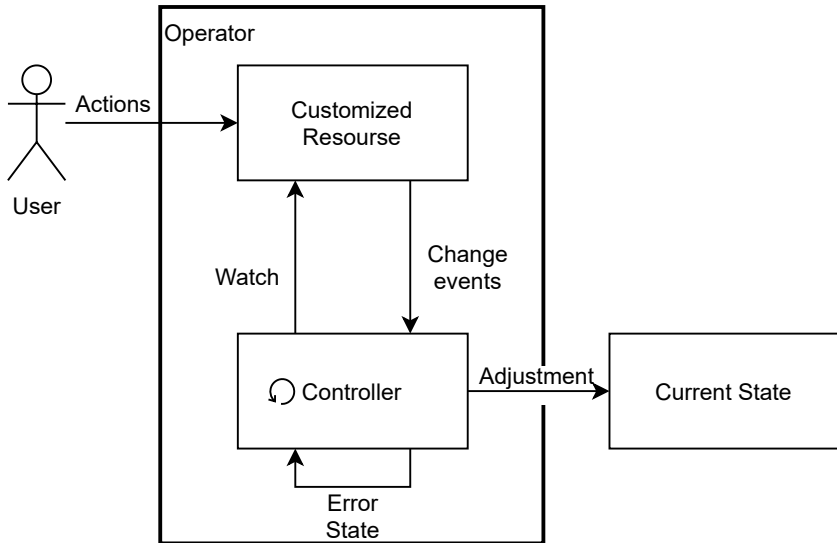 Operator
Actions
Customized
Resourse
User
Watch
Change
events
Controller
Adjustment
Current State
Error
State